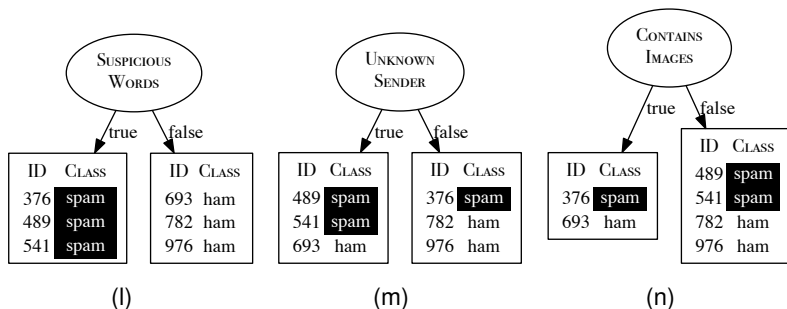 SUSPICIOUS
WORDS
true
false
ID CLASS
376 spam
489 spam
541 spam
ID CLASS
693 ham
782 ham
976 ham
(l)
UNKNOWN
SENDER
true
false
ID CLASS
489 spam
541 spam
693 ham
ID CLASS
376 spam
782 ham
976 ham
(m)
CONTAINS
IMAGES
true
false
ID CLASS
376 spam
693 ham
ID CLASS
489 spam
541 spam
782 ham
976 ham
(n)